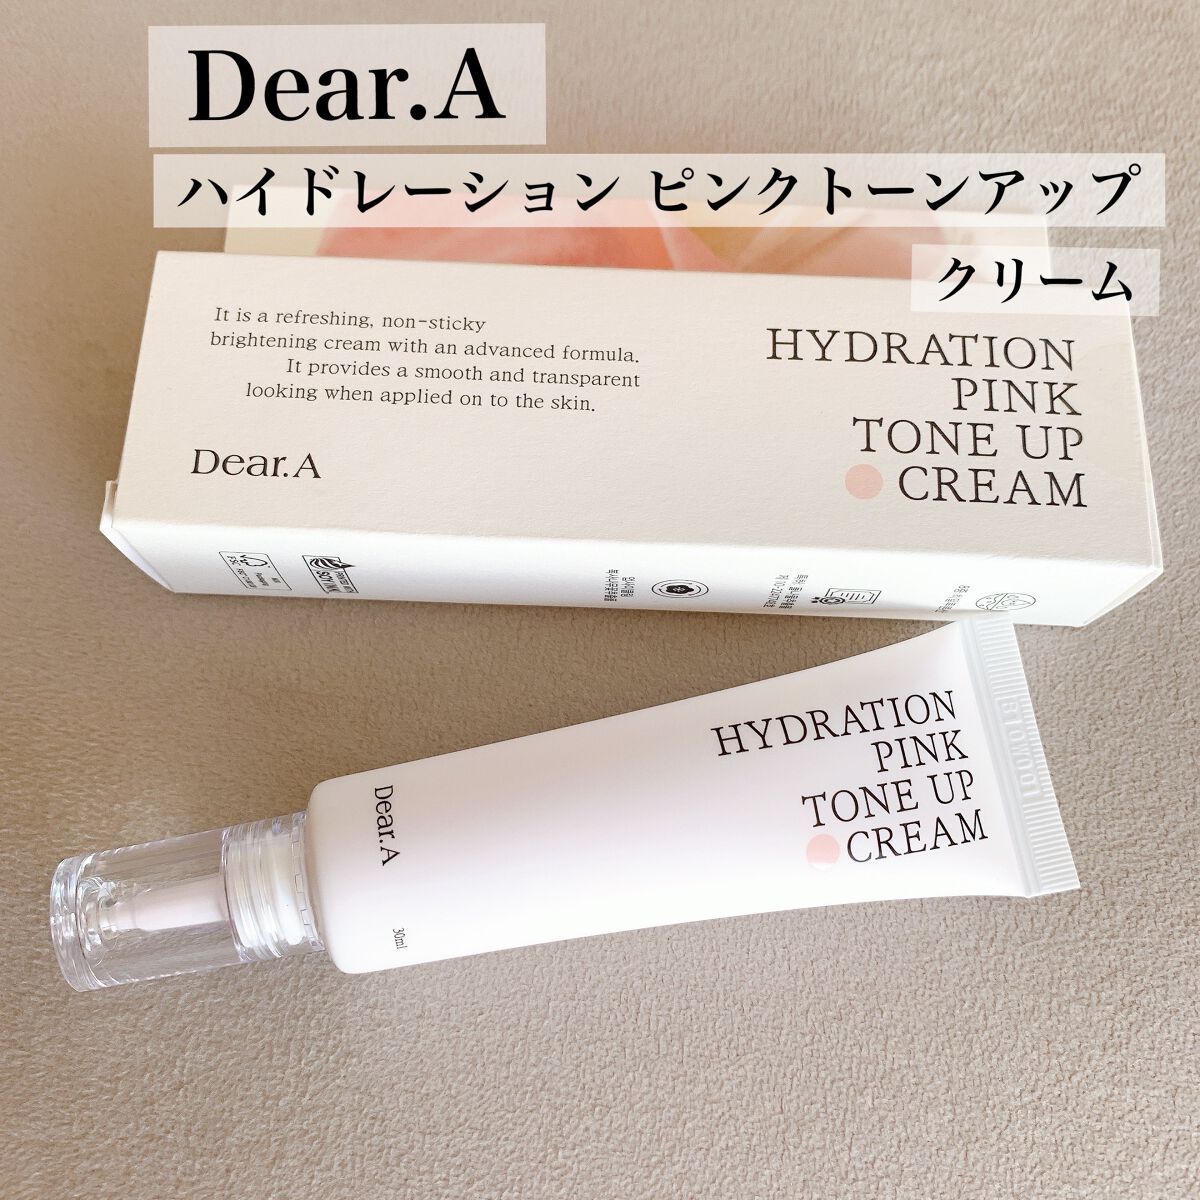 Dear.A
ハイドレーション ピンクトーンアップ
クリーム
It is a refreshing, non-sticky
brightening cream with an advanced formula.
It provides a smooth and transparent
looking when applied on to the skin.
Dear.A
HYDRATION
PINK
TONE UP
CREAM
SOY INK
HYDRATION
PINK
TONE UP
CREAM
Dear.A
30ml